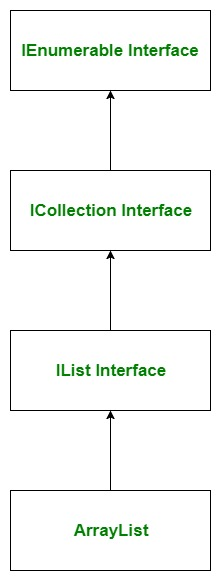 IEnumerable Interface
ICollection Interface
IList Interface
ArrayList